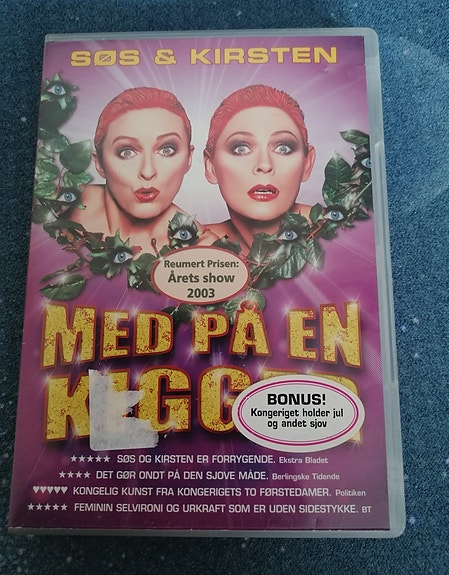 SØS & KIRSTEN
Reumert Prisen:
Årets show
2003
MED PÅ EN
BONUS!
Kongeriget holder jul
og andet sjov
★★★★★ SØS OG KIRSTEN ER FORRYGENDE. Ekstra Bladet
★★★★ DET GØR ONDT PÅ DEN SJOVE MÅDE. Berlingske Tidende
♥♥♥♥♥ KONGELIG KUNST FRA KONGERIGETS TO FØRSTEDAMER. Politiken
★★★★★ FEMININ SELVIRONI OG URKRAFT SOM ER UDEN SIDESTYKKE. BT